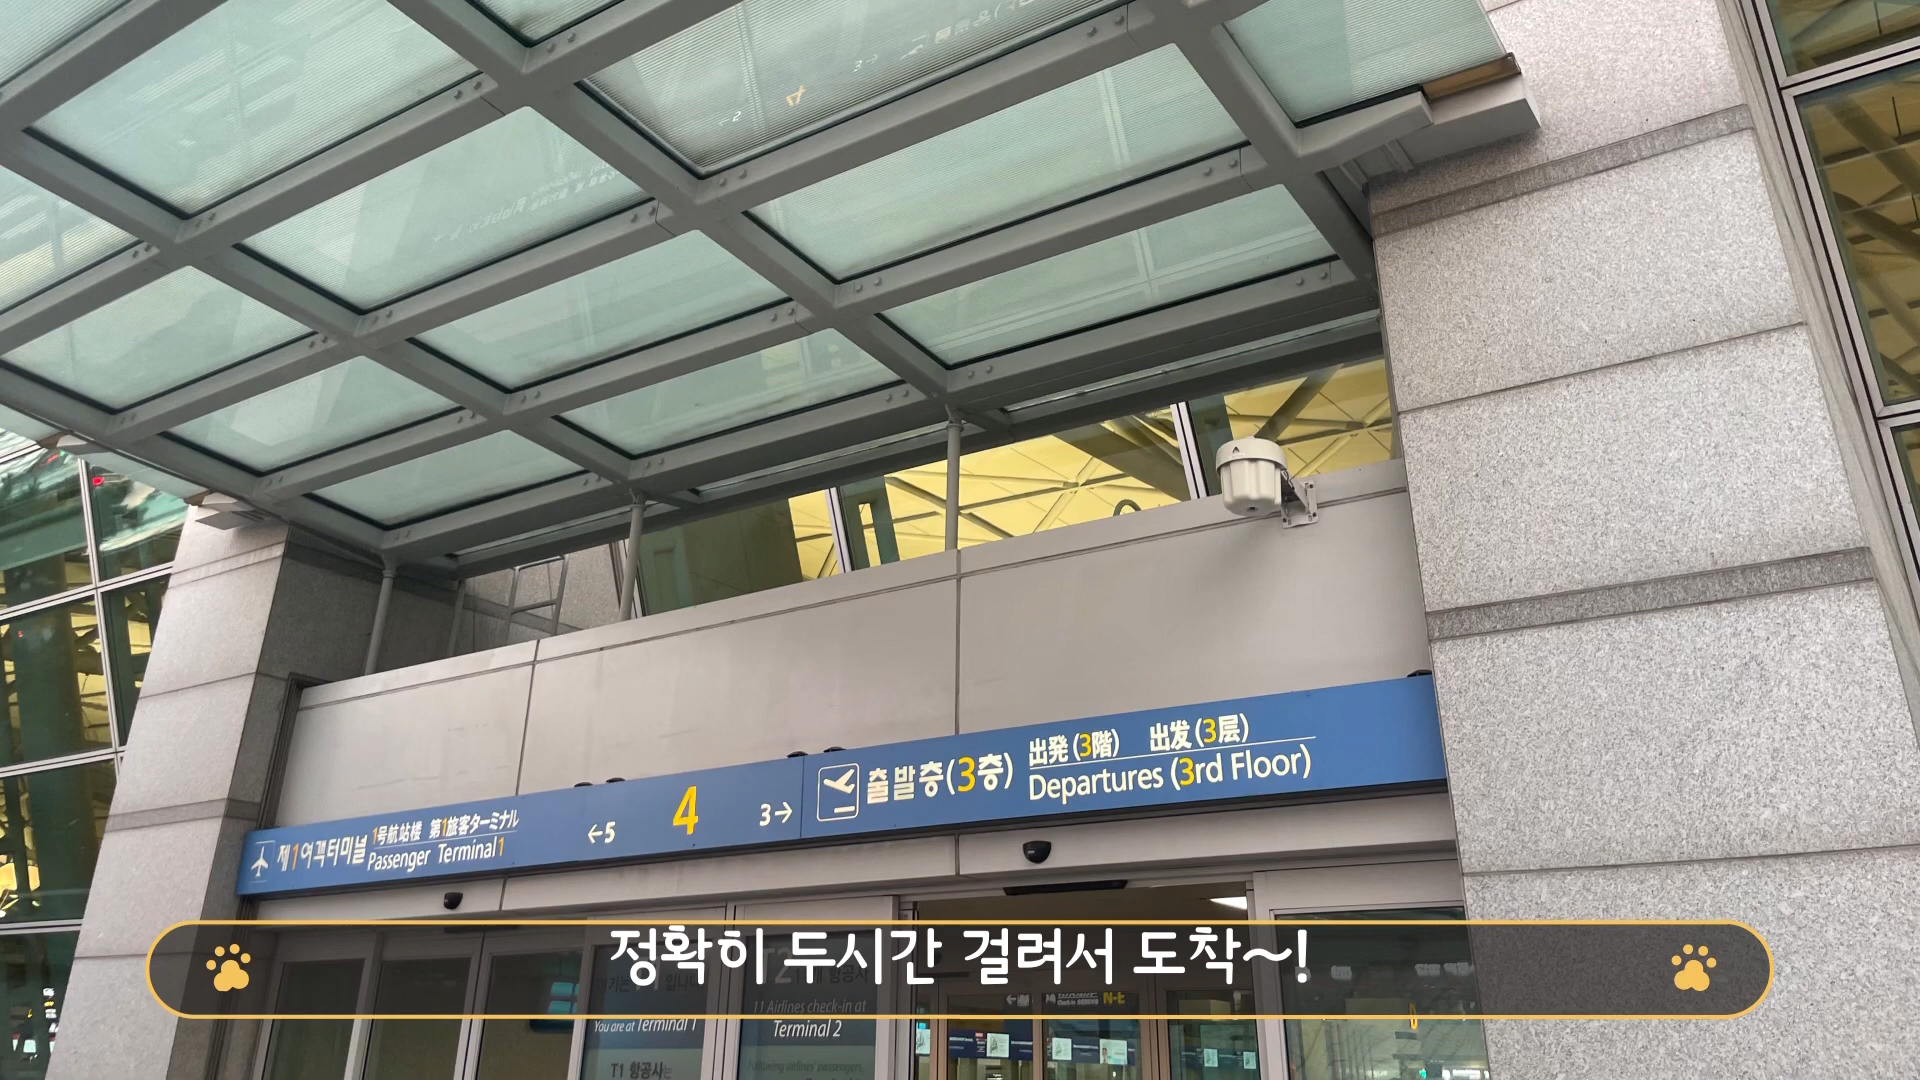 제1여객터미널 1号航站楼 第1旅客ターミナル
Passenger Terminal1
←5 4 3→
출발층(3층) 出発(3階) 出发(3层)
Departures (3rd Floor)
정확히 두시간 걸려서 도착~!
11 Airlines check-in at
You are at Terminal 1
Terminal 2
T1 항공사는